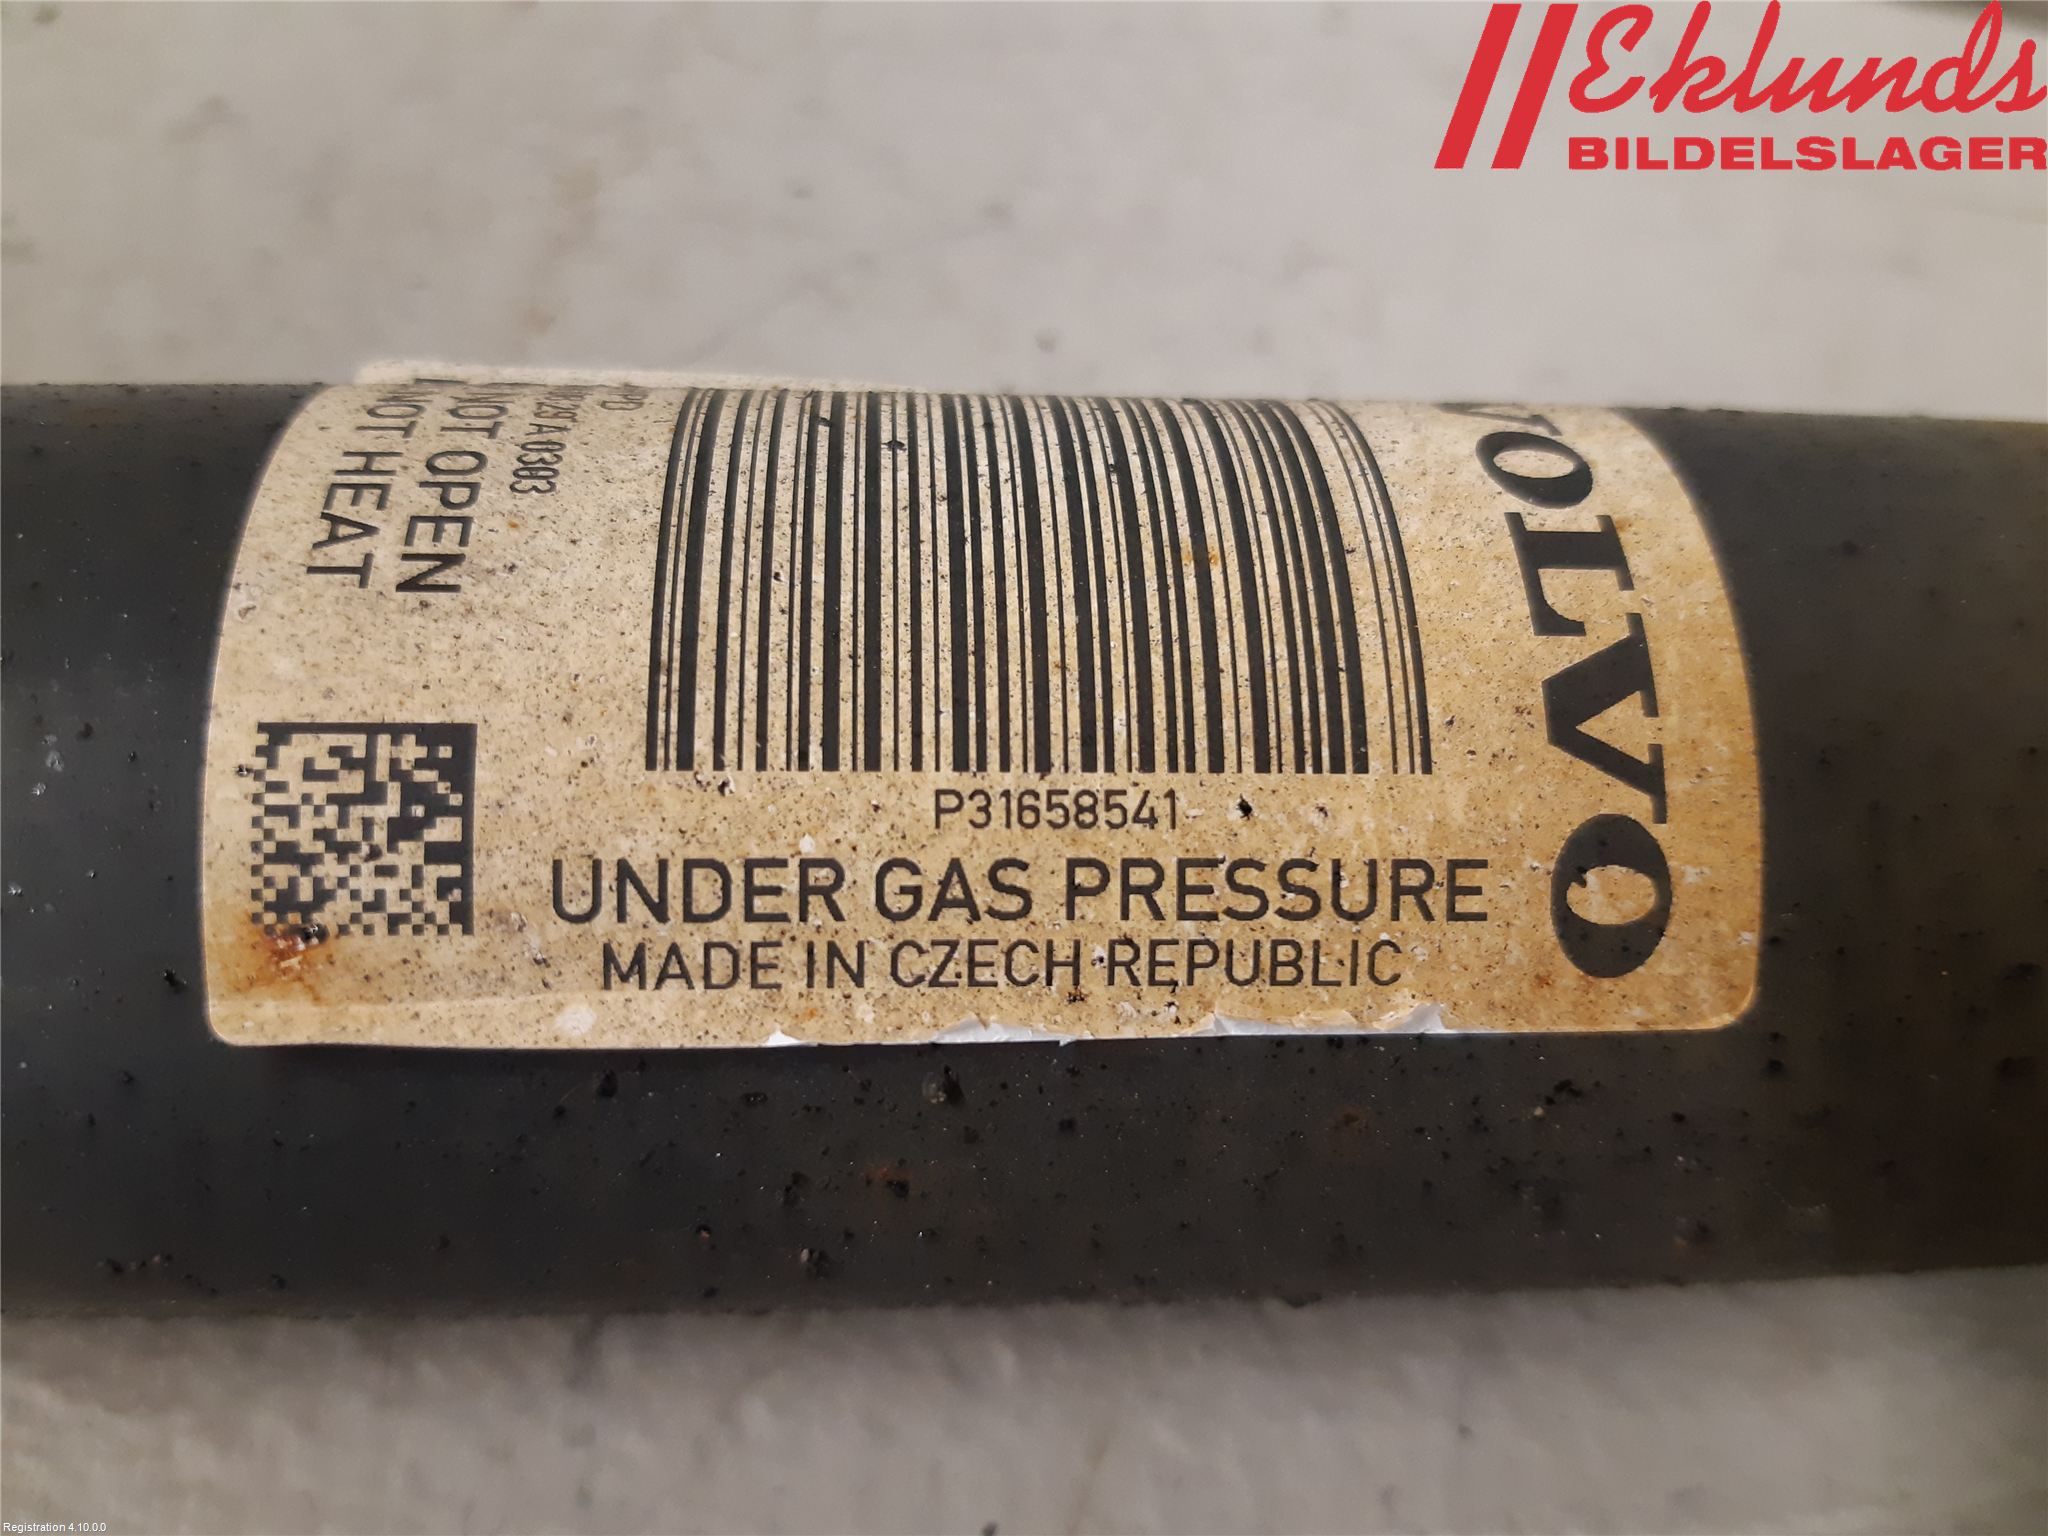 Eklunds
BILDELSLAGER
VOLVO
P31658541
UNDER GAS PRESSURE
MADE IN CZECH REPUBLIC
NOT OPEN
NOT HEAT
Registration 4.10.0.0